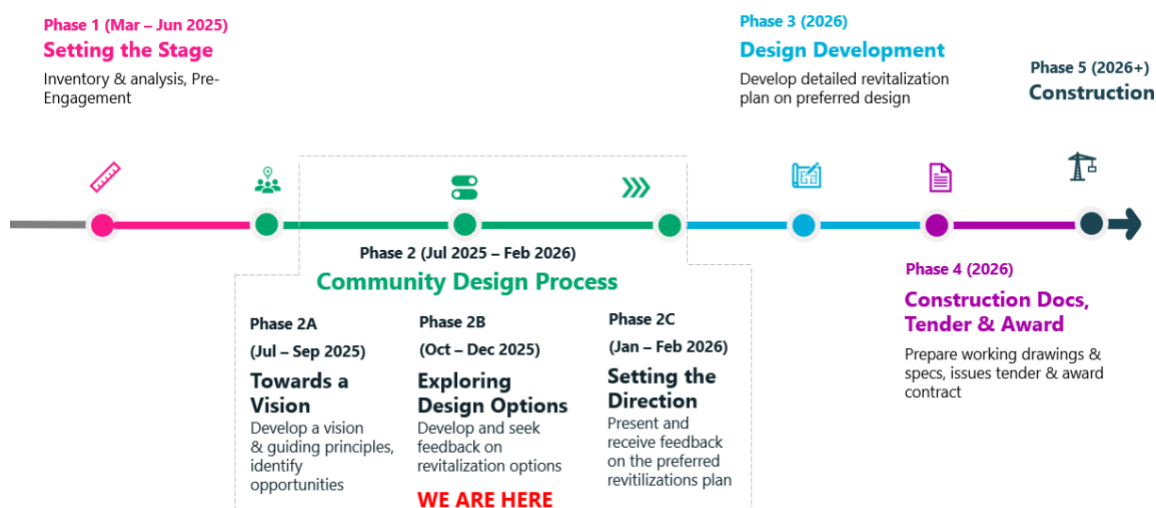 Phase 1 (Mar – Jun 2025)
Setting the Stage
Inventory & analysis, Pre-
Engagement
Phase 3 (2026)
Design Development
Develop detailed revitalization
plan on preferred design
Phase 5 (2026+)
Construction
Phase 2 (Jul 2025 – Feb 2026)
Community Design Process
Phase 2A
(Jul – Sep 2025)
Towards a
Vision
Develop a vision
& guiding principles,
identify
opportunities
Phase 2B
(Oct – Dec 2025)
Exploring
Design Options
Develop and seek
feedback on
revitalization options
WE ARE HERE
Phase 2C
(Jan – Feb 2026)
Setting the
Direction
Present and
receive feedback
on the preferred
revitilizations plan
Phase 4 (2026)
Construction Docs,
Tender & Award
Prepare working drawings &
specs, issues tender & award
contract